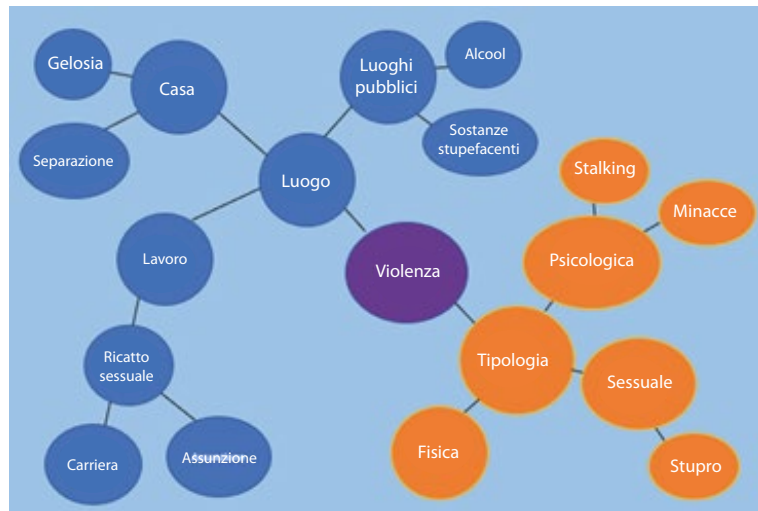 Gelosia
Casa
Separazione
Luoghi
pubblici
Alcool
Sostanze
stupefacenti
Luogo
Lavoro
Ricatto
sessuale
Carriera
Assunzione
Violenza
Stalking
Minacce
Psicologica
Tipologia
Sessuale
Fisica
Stupro